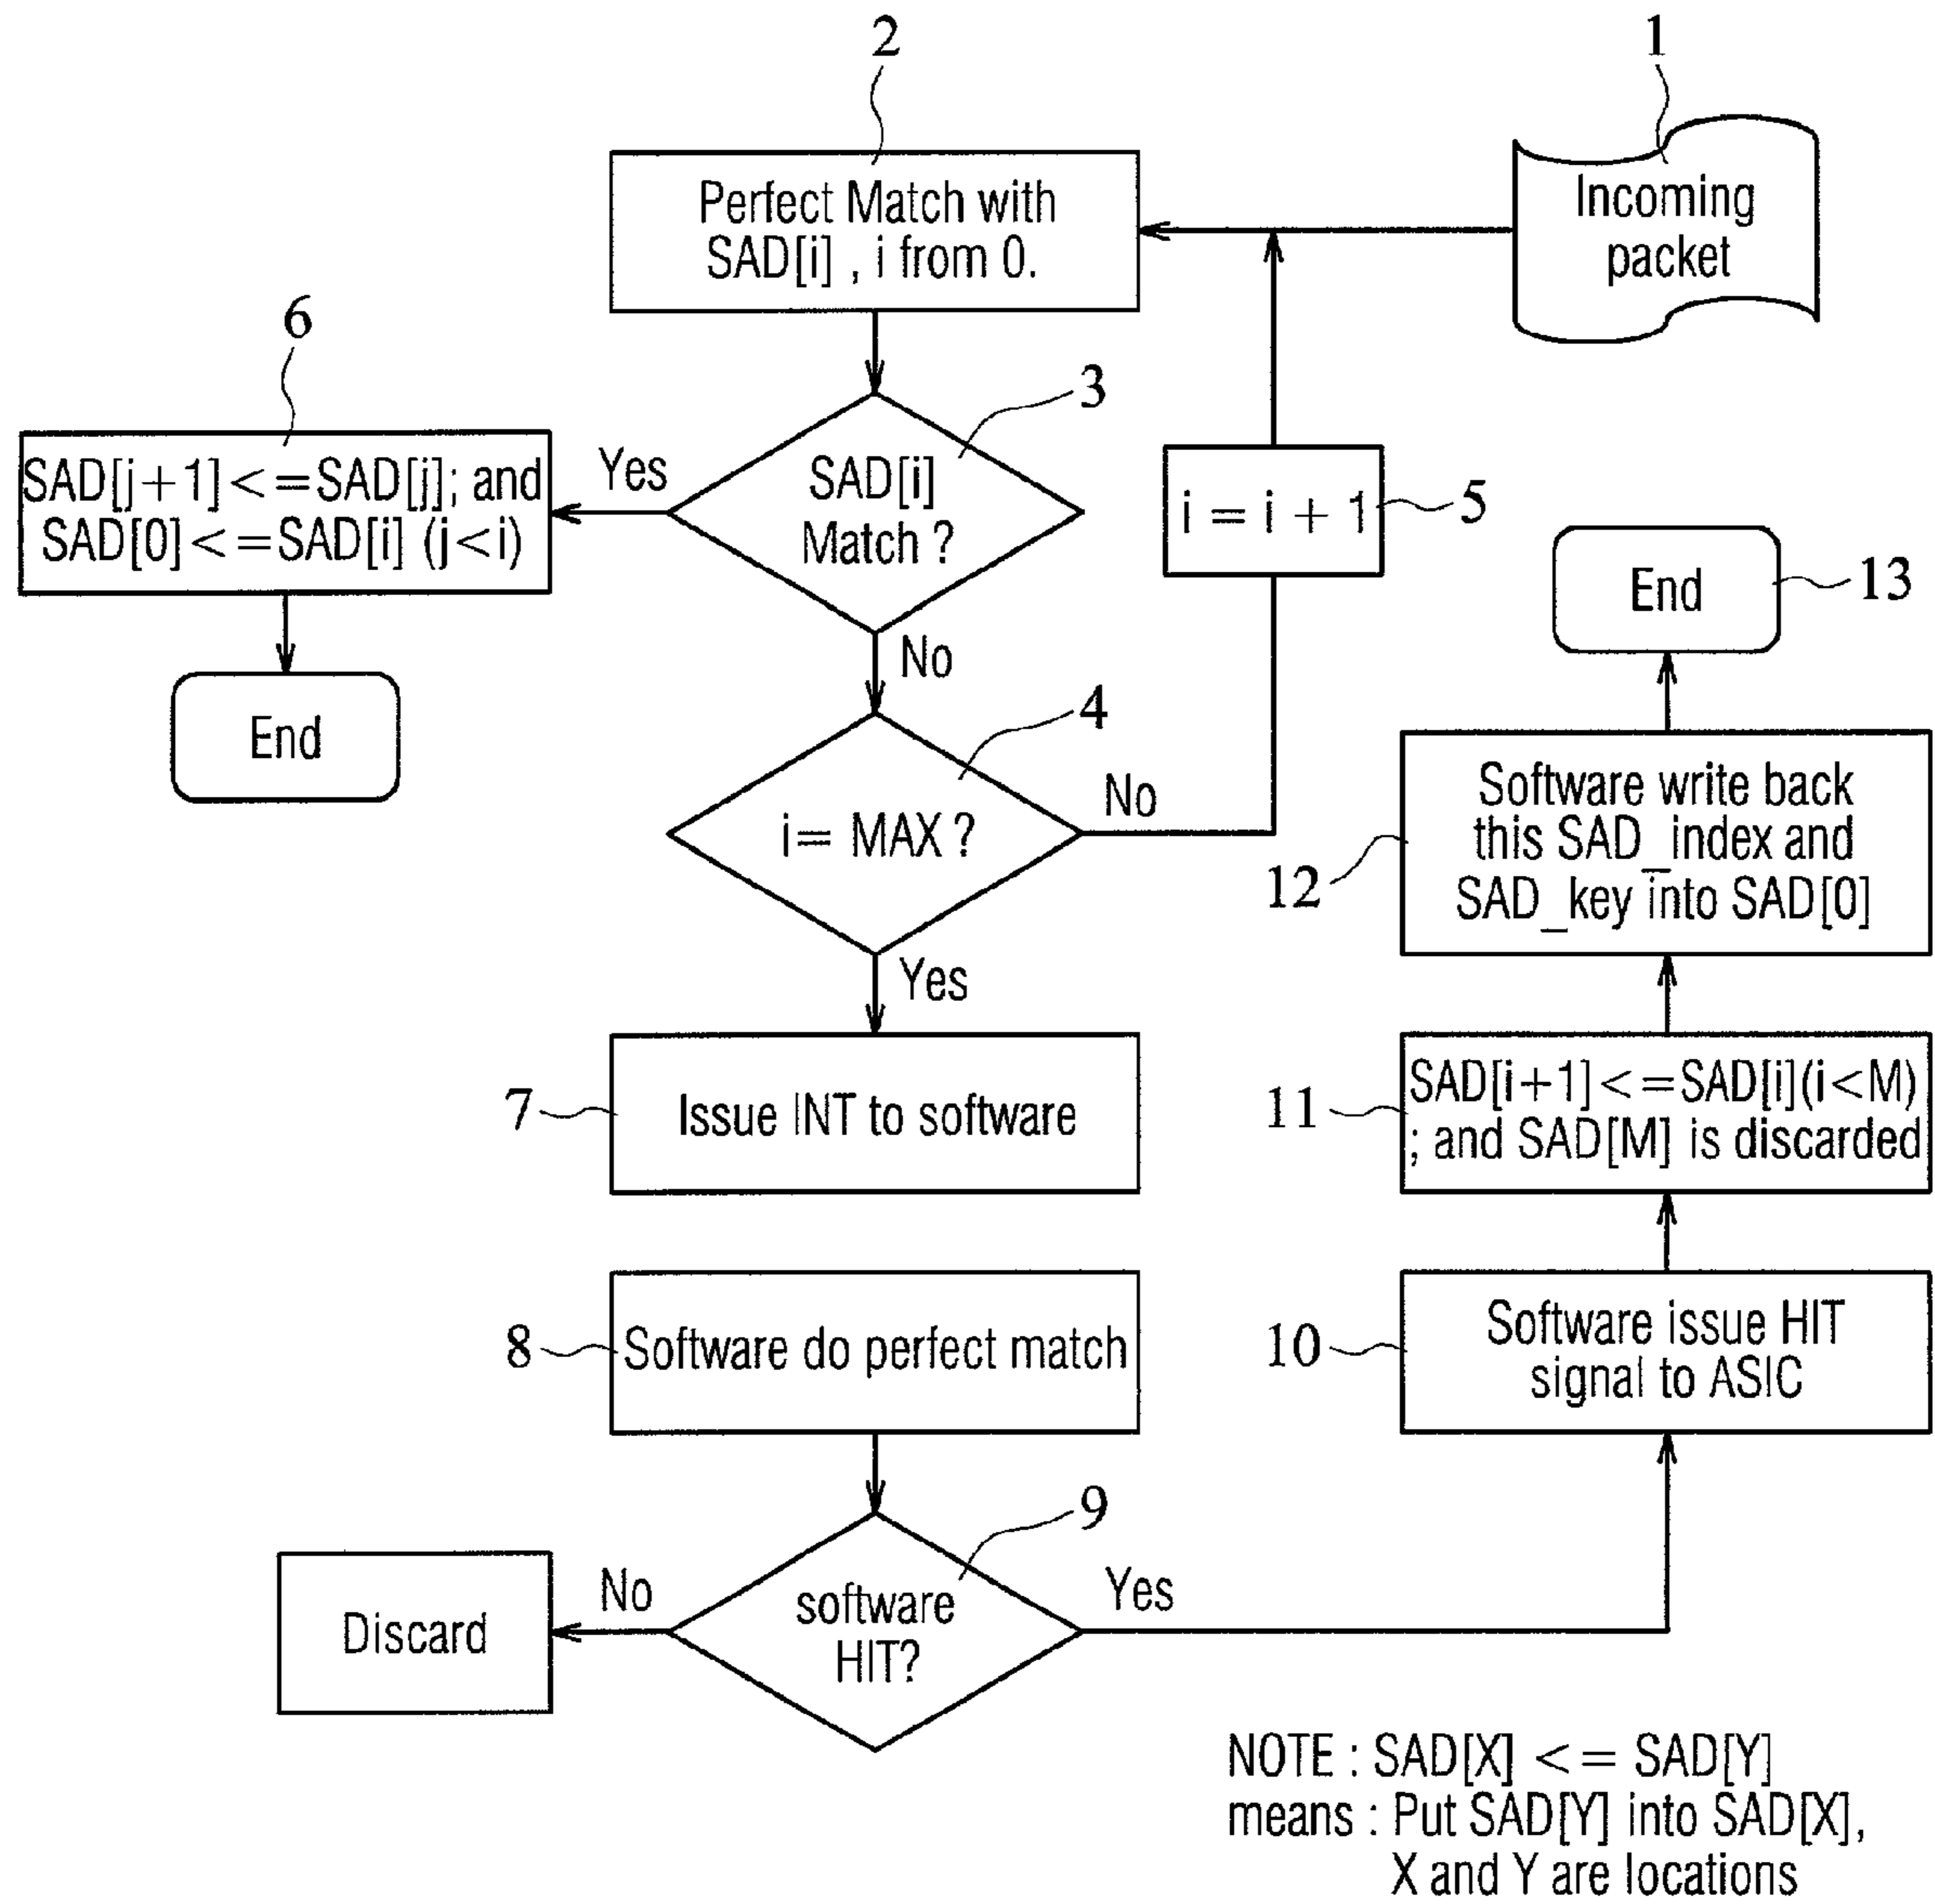 2
1
Perfect Match with
SAD[i] , i from 0.
Incoming
packet
6
3
SAD[j+1]<=SAD[j]; and
SAD[0]<=SAD[i] (j<i)
Yes
SAD[i]
Match ?
i = i + 1
5
End
13
No
End
4
i= MAX ?
No
Software write back
this SAD_index and
SAD_key into SAD[0]
12
Yes
7
Issue INT to software
SAD[i+1]<=SAD[i](i<M)
; and SAD[M] is discarded
11
8
Software do perfect match
10
Software issue HIT
signal to ASIC
9
No
Yes
Discard
software
HIT?
NOTE : SAD[X] <= SAD[Y]
means : Put SAD[Y] into SAD[X],
X and Y are locations